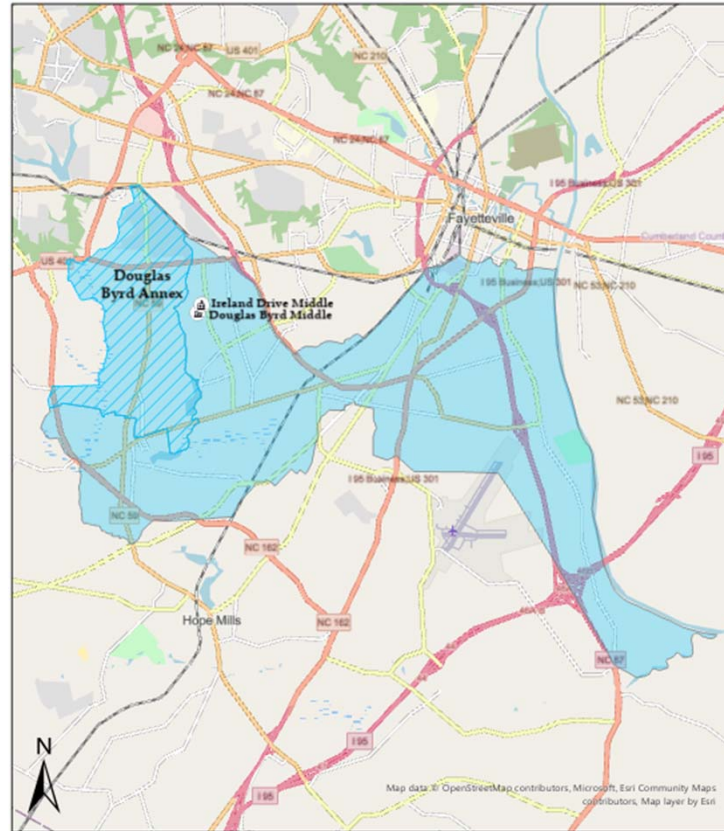 NC 24;NC 87
US 401
NC 210
NC 24;NC 87
NC 24;NC 87
I 95 Business;US 301
Fayetteville
Cumberland Count
US 401
Douglas
Byrd Annex
NC 59
Ireland Drive Middle
Douglas Byrd Middle
I 95 Business;US 301
NC 53;NC 210
NC 53;NC 210
I 95
I 95 Business;US 301
NC 59
NC 162
Hope Mills
NC 162
NC 87
I 95
I 95
N
Map data © OpenStreetMap contributors, Microsoft, Esri Community Maps
contributors, Map layer by Esri